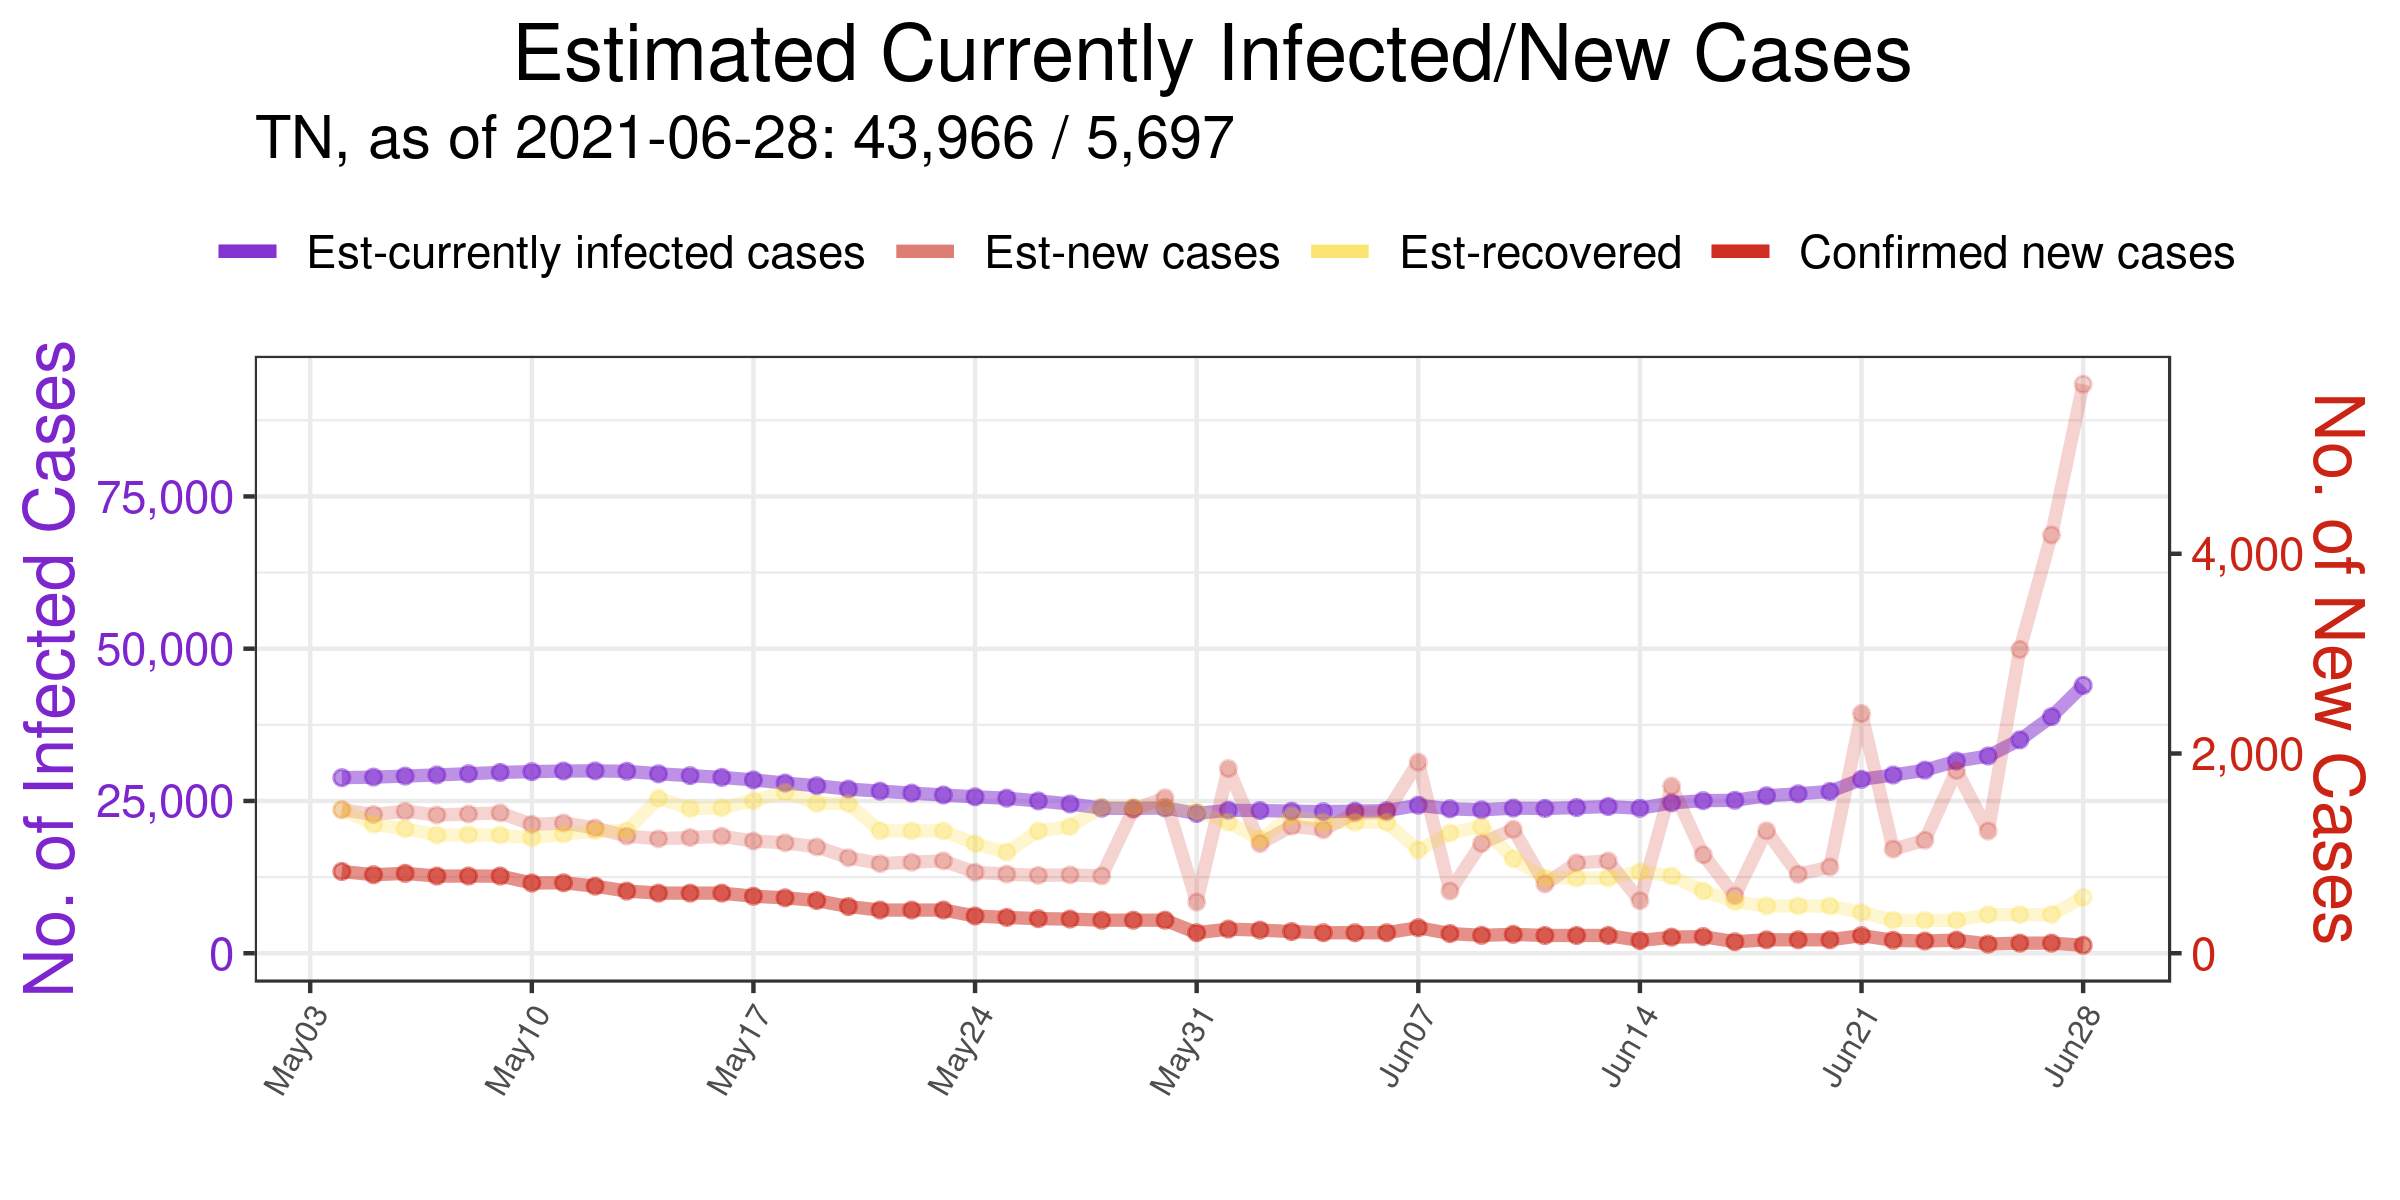 Estimated Currently Infected/New Cases
TN, as of 2021-06-28: 43,966 / 5,697
Est-currently infected cases Est-new cases Est-recovered Confirmed new cases
No. of Infected Cases
75,000
50,000
25,000
0
No. of New Cases
4,000
2,000
0
May03 May10 May17 May24 May31 Jun07 Jun14 Jun21 Jun28